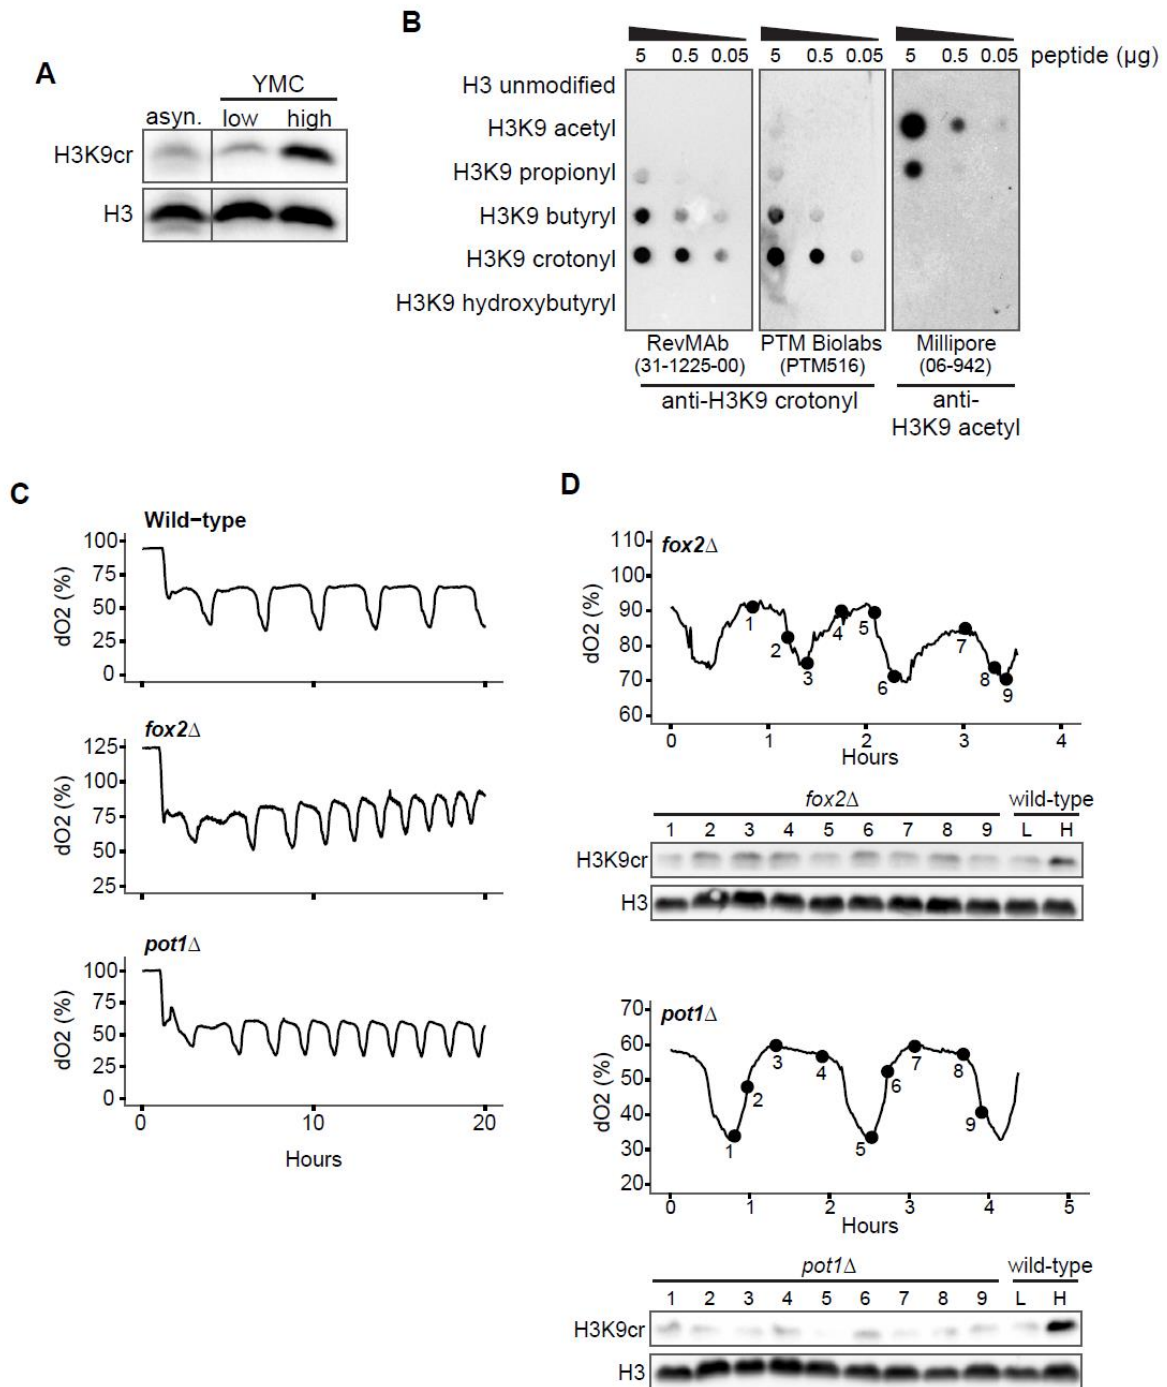 A
YMC
asyn. low high
H3K9cr
H3
B
5 0.5 0.05 5 0.5 0.05 5 0.5 0.05 peptide (µg)
H3 unmodified
H3K9 acetyl
H3K9 propionyl
H3K9 butyryl
H3K9 crotonyl
H3K9 hydroxybutyryl
RevMAb PTM Biolabs Millipore
(31-1225-00) (PTM516) (06-942)
anti-H3K9 crotonyl anti-
H3K9 acetyl
C
Wild-type
100
75
50
25
0
dO2 (%)
fox2Δ
125
100
75
50
25
dO2 (%)
pot1Δ
100
75
50
25
0
dO2 (%)
0 10 20
Hours
D
fox2Δ
110
100
90
80
70
60
dO2 (%)
1 2 3 4 5 6 7 8 9
0 1 2 3 4
Hours
fox2Δ wild-type
1 2 3 4 5 6 7 8 9 L H
H3K9cr
H3
pot1Δ
70
60
50
40
30
20
dO2 (%)
1 2 3 4 5 6 7 8 9
0 1 2 3 4 5
Hours
pot1Δ wild-type
1 2 3 4 5 6 7 8 9 L H
H3K9cr
H3